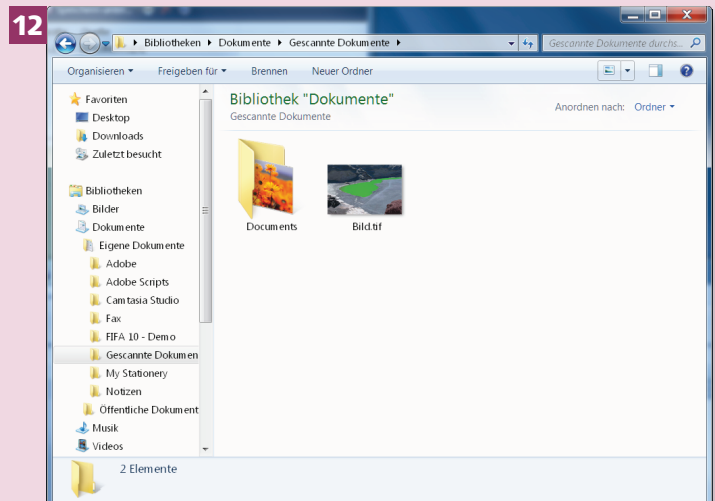 12
Bibliotheken Dokumente Gescannte Dokumente
Gescannte Dokumente durchs...
Organisieren Freigeben für Brennen Neuer Ordner
Favoriten
Desktop
Downloads
Zuletzt besucht
Bibliotheken
Bilder
Dokumente
Eigene Dokumente
Adobe
Adobe Scripts
Camtasia Studio
Fax
FIFA 10 - Demo
Gescannte Dokumen
My Stationery
Notizen
Öffentliche Dokument
Musik
Videos
Bibliothek "Dokumente"
Gescannte Dokumente
Anordnen nach: Ordner
Documents
Bild.tif
2 Elemente